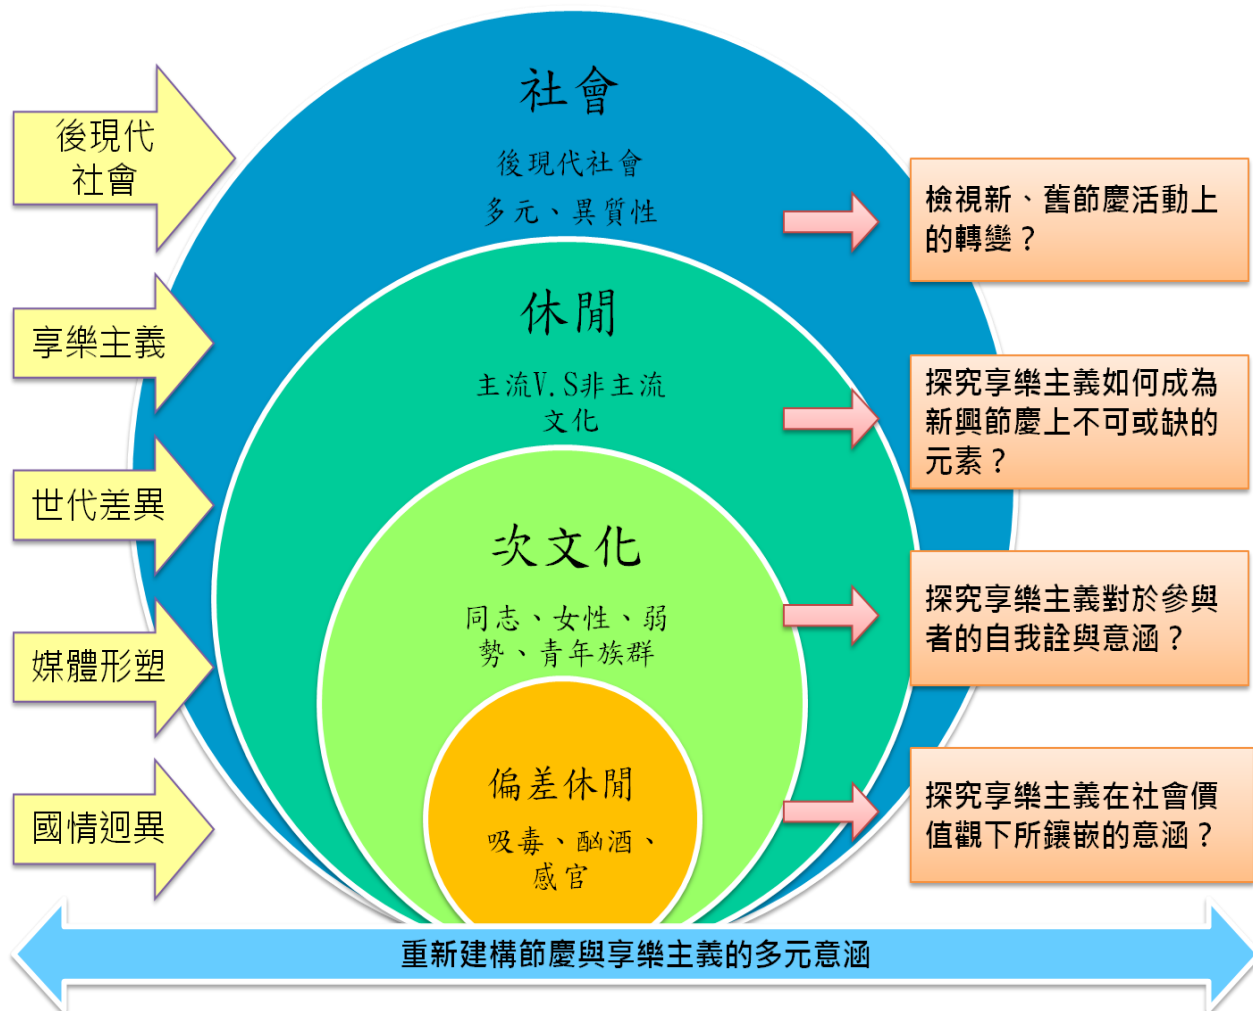 後現代
社會
享樂主義
世代差異
媒體形塑
國情迥異
社會
後現代社會
多元、異質性
休閒
主流V.S非主流
文化
次文化
同志、女性、弱
勢、青年族群
偏差休閒
吸毒、酗酒、
感官
檢視新、舊節慶活動上
的轉變？
探究享樂主義如何成為
新興節慶上不可或缺的
元素？
探究享樂主義對於參與
者的自我詮與意涵？
探究享樂主義在社會價
值觀下所鑲嵌的意涵？
重新建構節慶與享樂主義的多元意涵